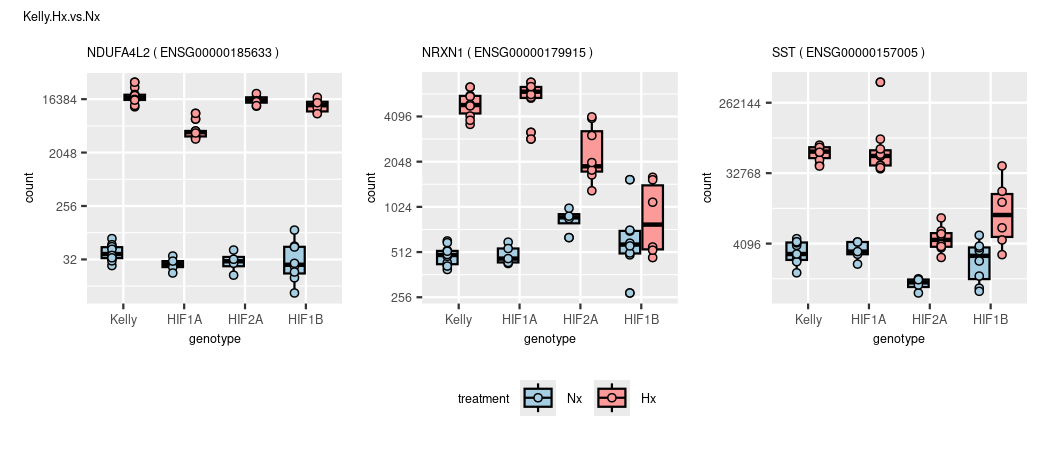 Kelly.Hx.vs.Nx
NDUFA4L2 ( ENSG00000185633 )
16384
2048
256
32
count
Kelly HIF1A HIF2A HIF1B
genotype
NRXN1 ( ENSG00000179915 )
4096
2048
1024
512
256
count
Kelly HIF1A HIF2A HIF1B
genotype
SST ( ENSG00000157005 )
262144
32768
4096
count
Kelly HIF1A HIF2A HIF1B
genotype
treatment Nx Hx